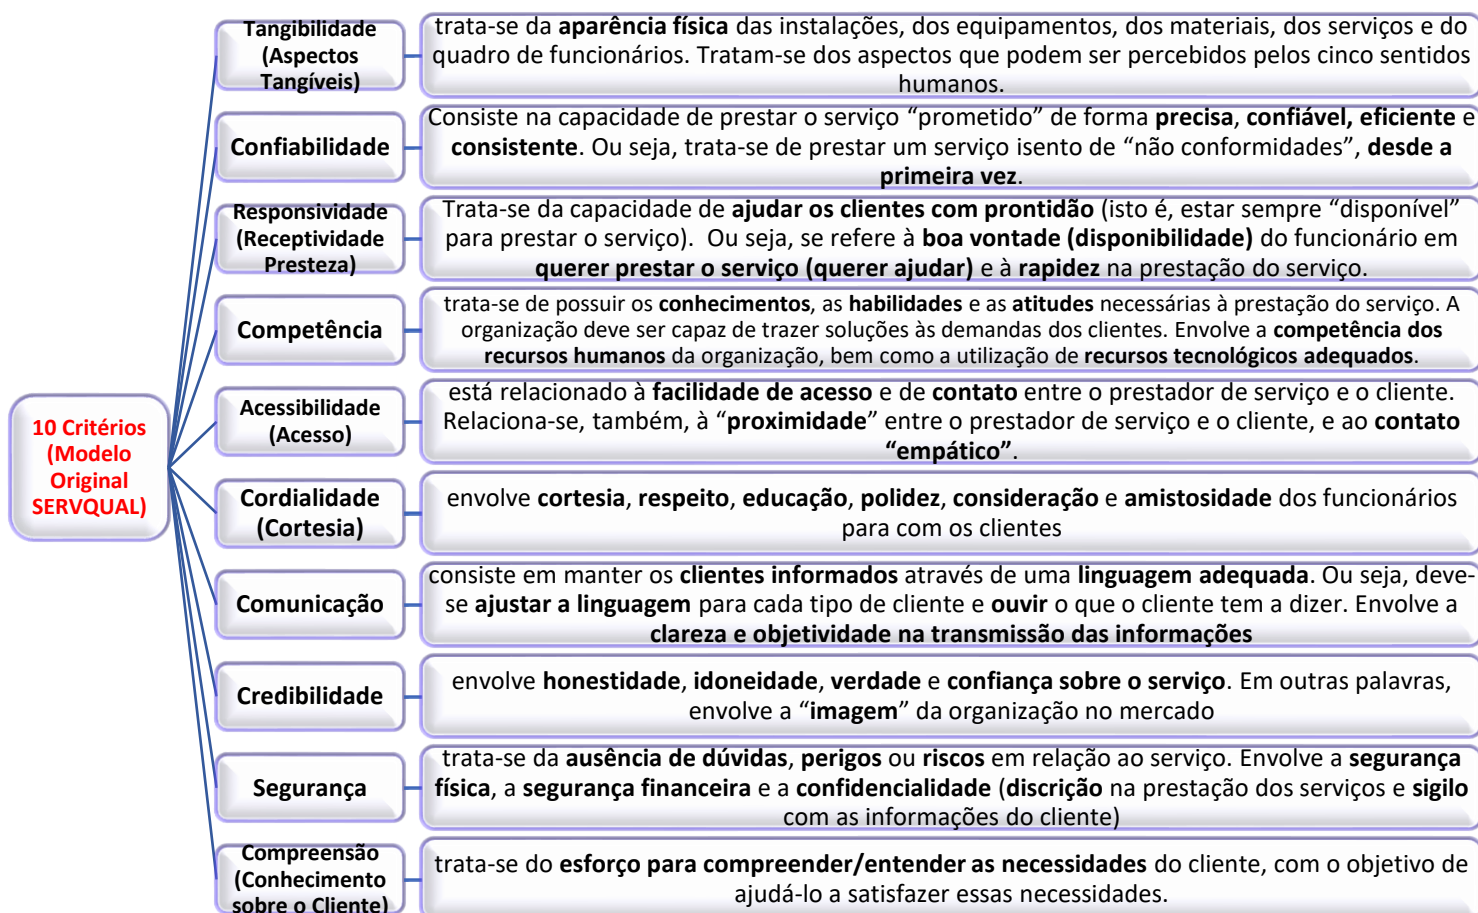 10 Critérios
(Modelo
Original
SERVQUAL)
Tangibilidade
(Aspectos
Tangíveis)
trata-se da aparência física das instalações, dos equipamentos, dos materiais, dos serviços e do
quadro de funcionários. Tratam-se dos aspectos que podem ser percebidos pelos cinco sentidos
humanos.
Confiabilidade
Consiste na capacidade de prestar o serviço “prometido” de forma precisa, confiável, eficiente e
consistente. Ou seja, trata-se de prestar um serviço isento de “não conformidades”, desde a
primeira vez.
Responsividade
(Receptividade
Presteza)
Trata-se da capacidade de ajudar os clientes com prontidão (isto é, estar sempre “disponível”
para prestar o serviço). Ou seja, se refere à boa vontade (disponibilidade) do funcionário em
querer prestar o serviço (querer ajudar) e à rapidez na prestação do serviço.
Competência
trata-se de possuir os conhecimentos, as habilidades e as atitudes necessárias à prestação do serviço. A
organização deve ser capaz de trazer soluções às demandas dos clientes. Envolve a competência dos
recursos humanos da organização, bem como a utilização de recursos tecnológicos adequados.
Acessibilidade
(Acesso)
está relacionado à facilidade de acesso e de contato entre o prestador de serviço e o cliente.
Relaciona-se, também, à “proximidade” entre o prestador de serviço e o cliente, e ao contato
“empático”.
Cordialidade
(Cortesia)
envolve cortesia, respeito, educação, polidez, consideração e amistosidade dos funcionários
para com os clientes
Comunicação
consiste em manter os clientes informados através de uma linguagem adequada. Ou seja, deve-
se ajustar a linguagem para cada tipo de cliente e ouvir o que o cliente tem a dizer. Envolve a
clareza e objetividade na transmissão das informações
Credibilidade
envolve honestidade, idoneidade, verdade e confiança sobre o serviço. Em outras palavras,
envolve a “imagem” da organização no mercado
Segurança
trata-se da ausência de dúvidas, perigos ou riscos em relação ao serviço. Envolve a segurança
física, a segurança financeira e a confidencialidade (discrição na prestação dos serviços e sigilo
com as informações do cliente)
Compreensão
(Conhecimento
sobre o Cliente)
trata-se do esforço para compreender/entender as necessidades do cliente, com o objetivo de
ajudá-lo a satisfazer essas necessidades.